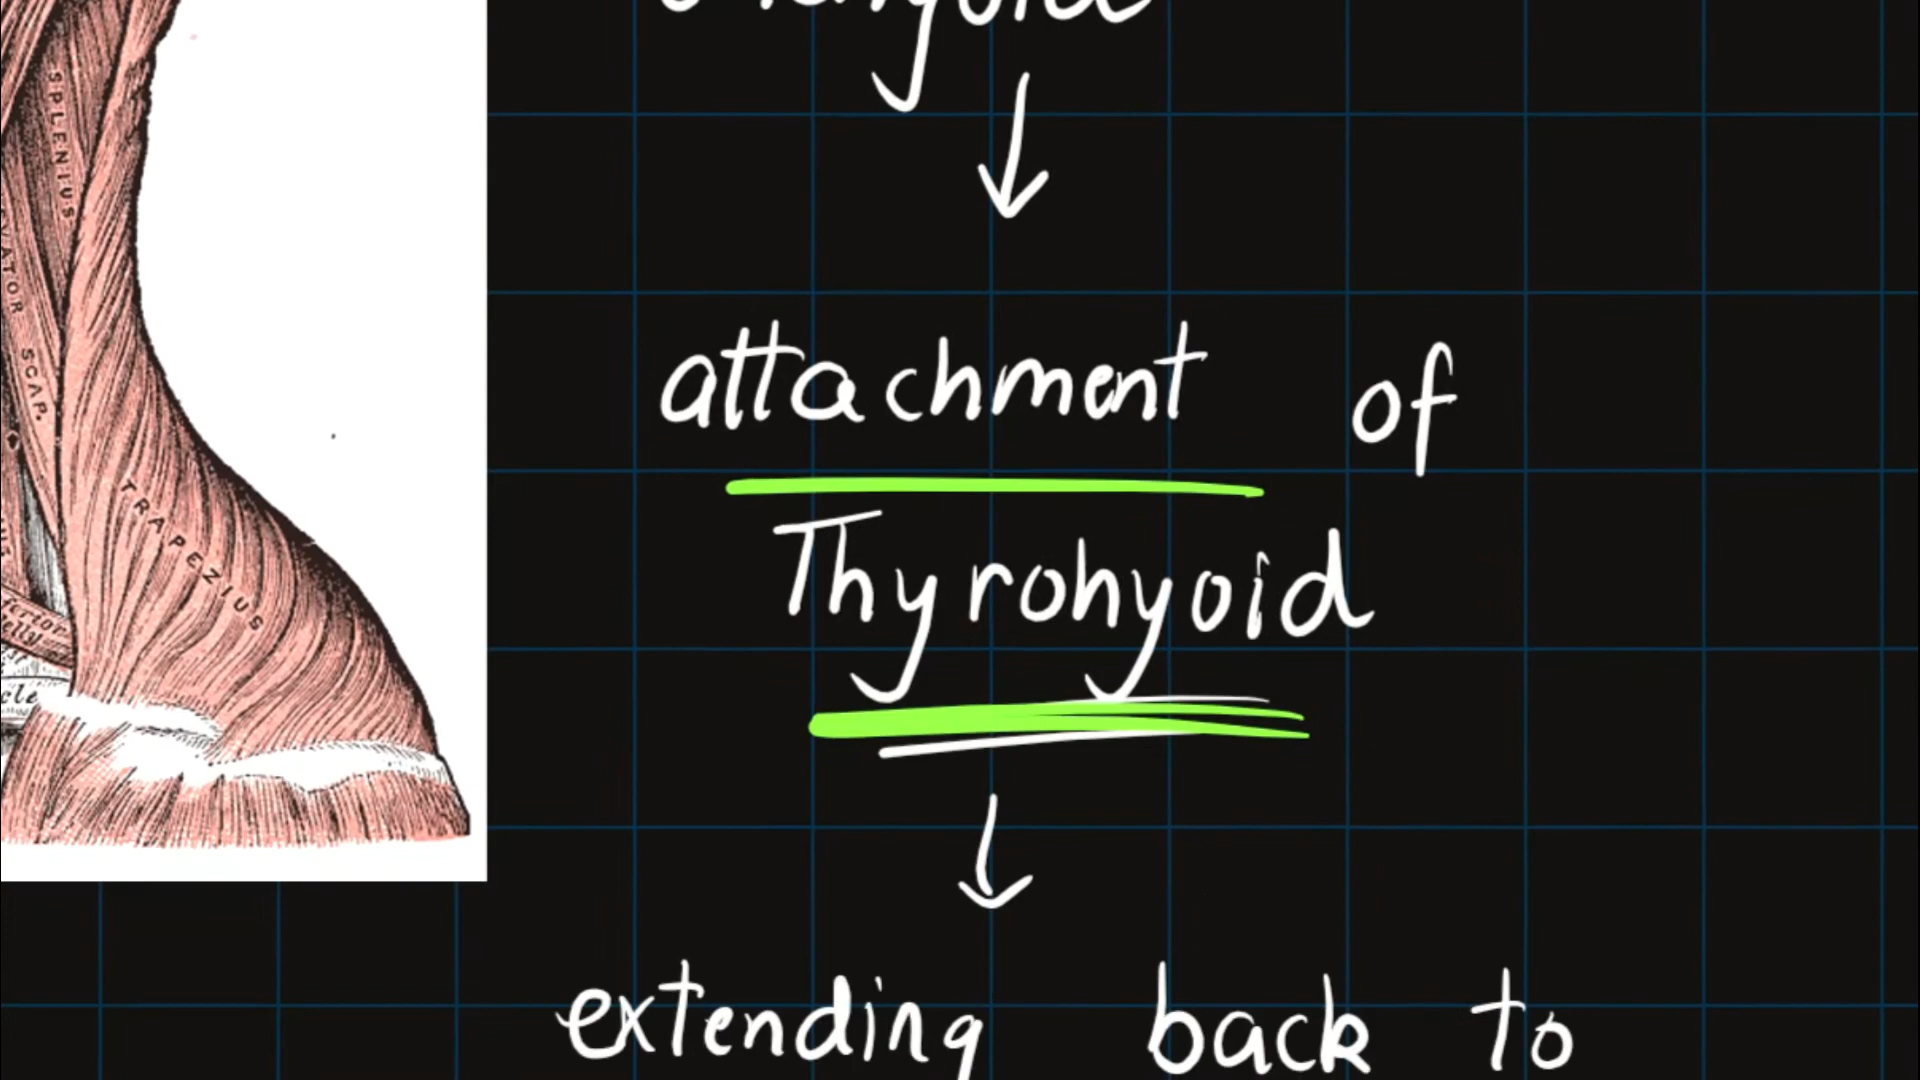 SPLENIUS
SCAP.
TRAPEZIUS
attachment of
Thyrohyoid
extending back to